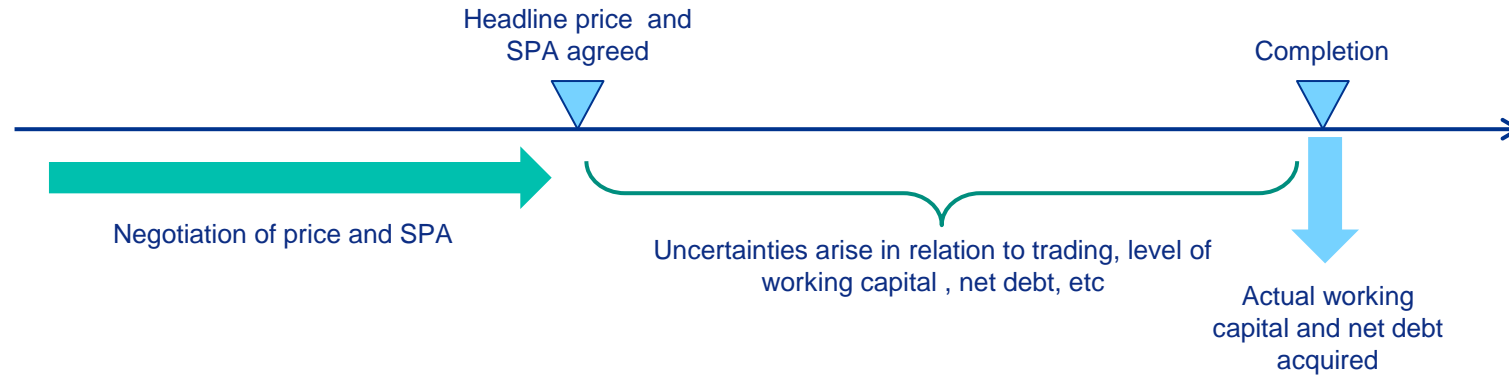 Headline price and
SPA agreed
Completion
Negotiation of price and SPA
Uncertainties arise in relation to trading, level of
working capital , net debt, etc
Actual working
capital and net debt
acquired